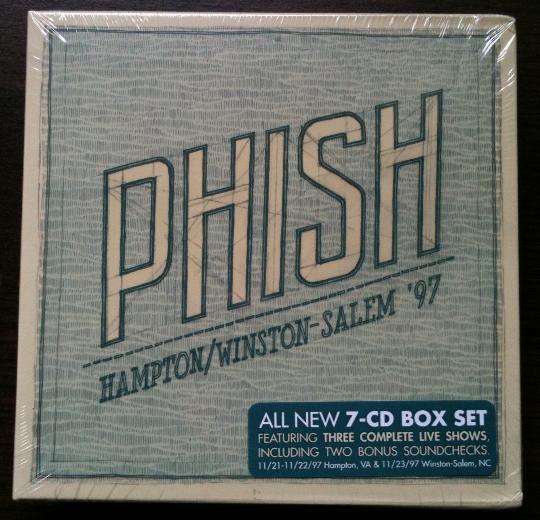 PHISH
HAMPTON/WINSTON-SALEM '97
ALL NEW 7-CD BOX SET
FEATURING THREE COMPLETE LIVE SHOWS,
INCLUDING TWO BONUS SOUNDCHECKS.
11/21-11/22/97 Hampton, VA & 11/23/97 Winston-Salem, NC